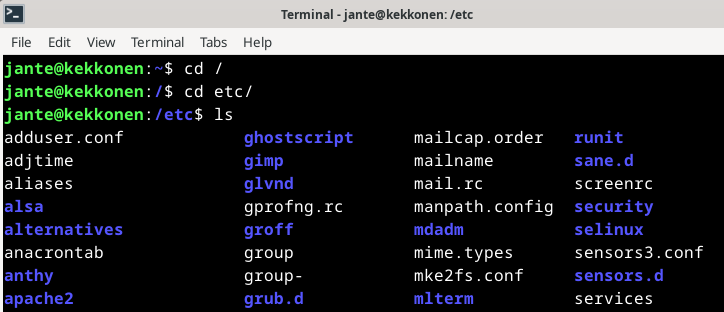 Terminal - jante@kekkonen: /etc
File Edit View Terminal Tabs Help
jante@kekkonen:~$ cd /
jante@kekkonen:/$ cd etc/
jante@kekkonen:/etc$ ls
adduser.conf ghostscript mailcap.order runit
adjtime gimp mailname sane.d
aliases glvnd mail.rc screenrc
alsa gprofng.rc manpath.config security
alternatives groff mdadm selinux
anacrontab group mime.types sensors3.conf
anthy group- mke2fs.conf sensors.d
apache2 grub.d mlterm services